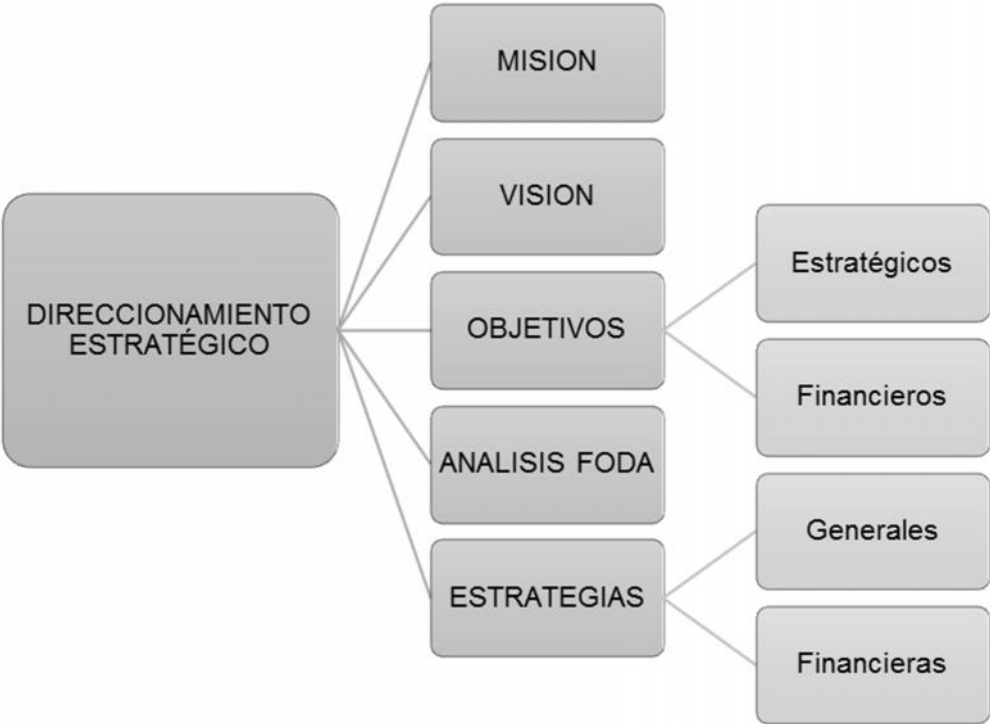 DIRECCIONAMIENTO
ESTRATÉGICO
MISION
VISION
OBJETIVOS
Estratégicos
Financieros
ANALISIS FODA
ESTRATEGIAS
Generales
Financieras